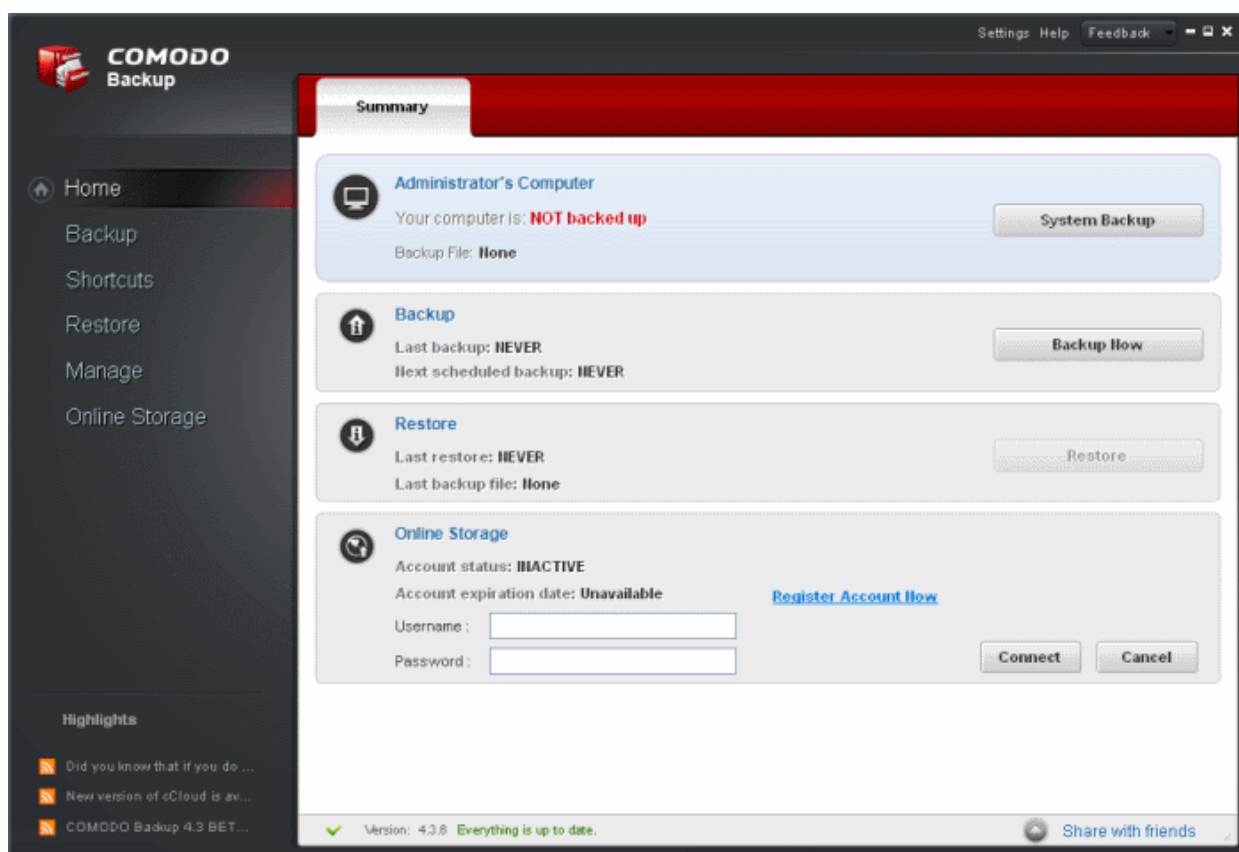 Settings Help Feedback
COMODO
Backup
Summary
Home
Backup
Shortcuts
Restore
Manage
Online Storage
Administrator's Computer
Your computer is: NOT backed up
Backup File: None
System Backup
Backup
Last backup: NEVER
Next scheduled backup: NEVER
Backup Now
Restore
Last restore: NEVER
Last backup file: None
Restore
Online Storage
Account status: INACTIVE
Account expiration date: Unavailable
Register Account Now
Username :
Password :
Connect
Cancel
Highlights
Did you know that if you do ...
New version of cCloud is av...
COMODO Backup 4.3 BET...
Version: 4.3.6 Everything is up to date.
Share with friends